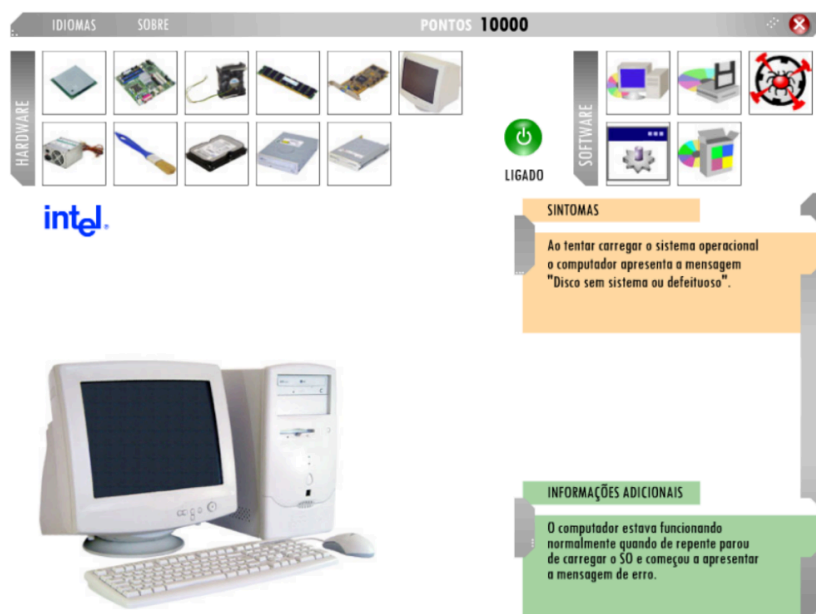 IDIOMAS SOBRE PONTOS 10000
HARDWARE
LIGADO
SOFTWARE
intel.
SINTOMAS
Ao tentar carregar o sistema operacional
o computador apresenta a mensagem
"Disco sem sistema ou defeituoso".
INFORMAÇÕES ADICIONAIS
O computador estava funcionando
normalmente quando de repente parou
de carregar o SO e começou a apresentar
a mensagem de erro.